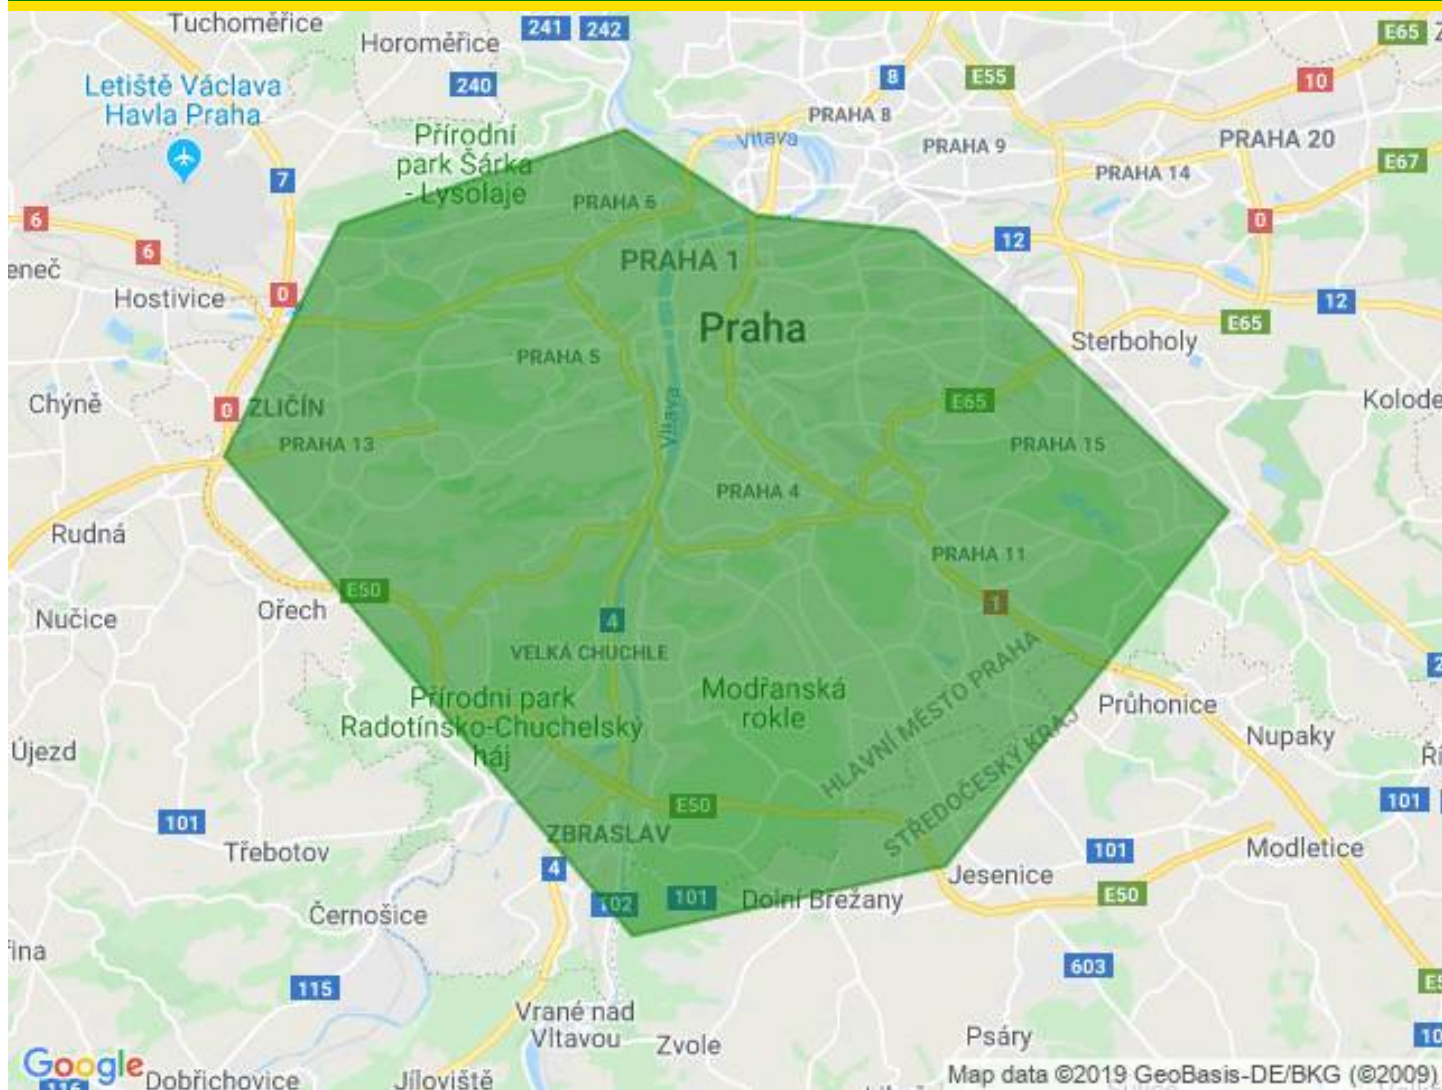 Tuchoměřice
Horoměřice
241
242
E65
Letiště Václava
Havla Praha
240
8
E55
10
PRAHA 8
Přírodní
park Šárka
- Lysolaje
Vltava
PRAHA 9
PRAHA 20
E67
PRAHA 14
7
PRAHA 6
6
0
6
12
PRAHA 1
Hostivice
0
12
E65
Praha
Sterboholy
PRAHA 5
Chýně
0
ZLIČÍN
Vltava
E65
PRAHA 13
PRAHA 15
PRAHA 4
Rudná
PRAHA 11
E50
1
Ořech
Nučice
4
VELKÁ CHUCHLE
Přírodní park
Radotínsko-Chuchelský
háj
Modřanská
rokle
HLAVNÍ MĚSTO PRAHA
STŘEDOČESKÝ KRAJ
Průhonice
Nupaky
Újezd
101
E50
101
Třebotov
ZBRASLAV
101
Modletice
4
Jesenice
102
101
Dolní Břežany
E50
Černošice
603
115
Vrané nad
Vltavou
Zvole
Psáry
Google
Dobřichovice
Jíloviště
Map data ©2019 GeoBasis-DE/BKG (©2009)